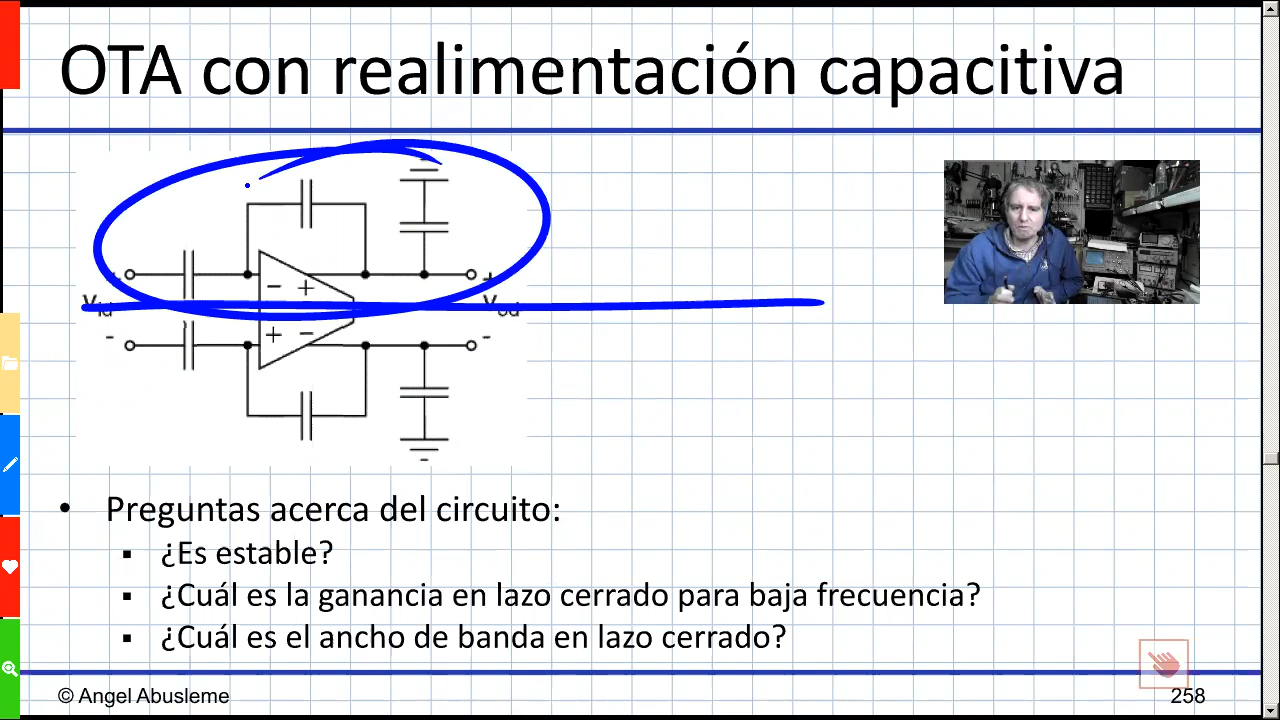 OTA con realimentación capacitiva
+
+
- +
+ -
-
-
• Preguntas acerca del circuito:
▪ ¿Es estable?
▪ ¿Cuál es la ganancia en lazo cerrado para baja frecuencia?
▪ ¿Cuál es el ancho de banda en lazo cerrado?
© Angel Abusleme
258